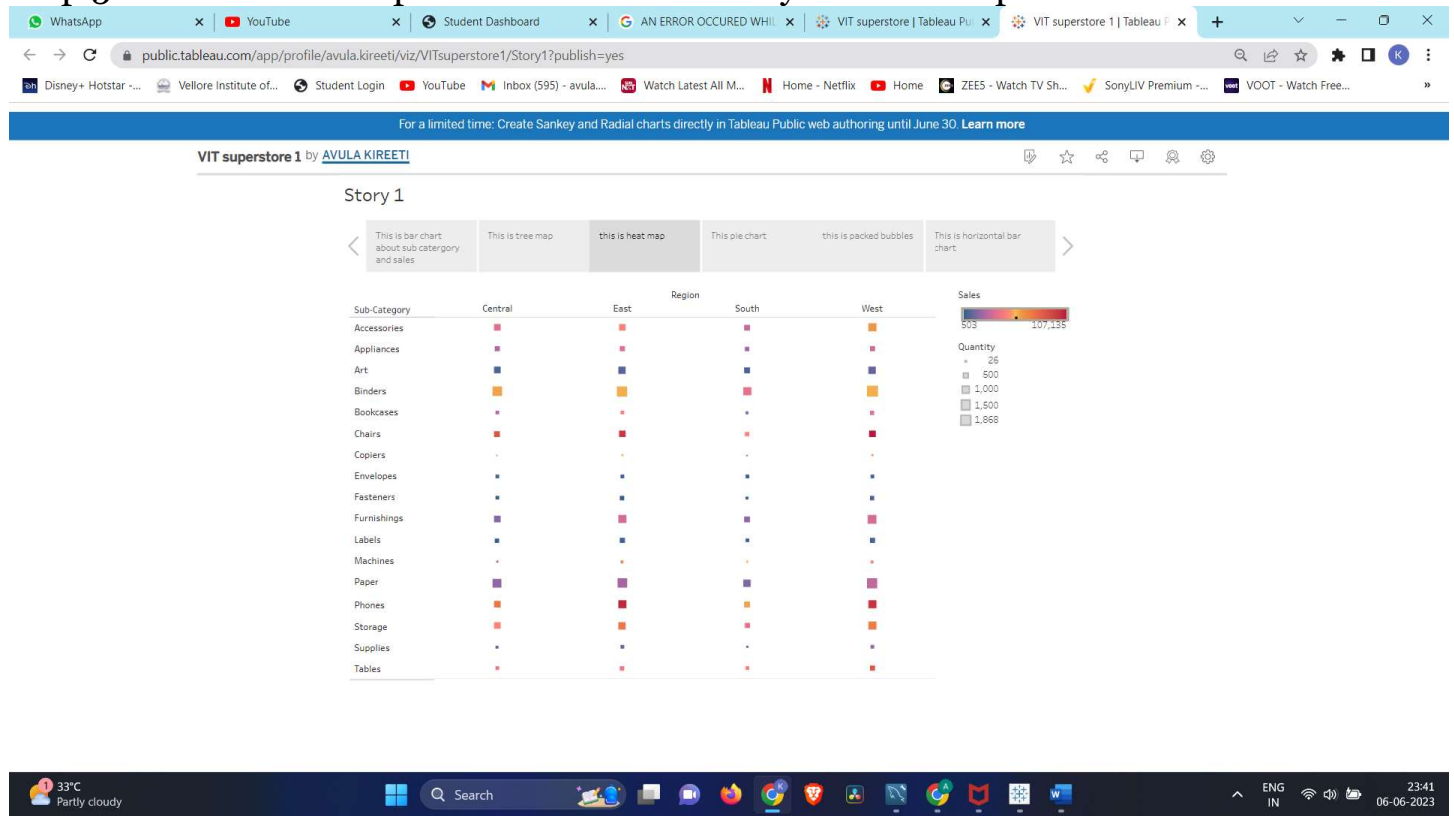 WhatsApp
YouTube
Student Dashboard
AN ERROR OCCURED WHIL
VIT superstore | Tableau Pu
VIT superstore 1 | Tableau P
public.tableau.com/app/profile/avula.kireeti/viz/VITsuperstore1/Story1?publish=yes
K
Disney+ Hotstar -...
Vellore Institute of...
Student Login
YouTube
Inbox (595) - avula....
Watch Latest All M...
Home - Netflix
Home
ZEE5 - Watch TV Sh...
SonyLIV Premium -...
VOOT - Watch Free...
»
For a limited time: Create Sankey and Radial charts directly in Tableau Public web authoring until June 30. Learn more
VIT superstore 1 by AVULA KIREETI
Story 1
This is bar chart
about sub catergory
and sales
This is tree map
this is heat map
This pie chart
this is packed bubbles
This is horizontal bar
chart
Region
Sub-Category Central East South West
Accessories
Appliances
Art
Binders
Bookcases
Chairs
Copiers
Envelopes
Fasteners
Furnishings
Labels
Machines
Paper
Phones
Storage
Supplies
Tables
Sales
503 107,135
Quantity
26
500
1,000
1,500
1,868
1
33°C
Partly cloudy
Search
ENG
IN
23:41
06-06-2023